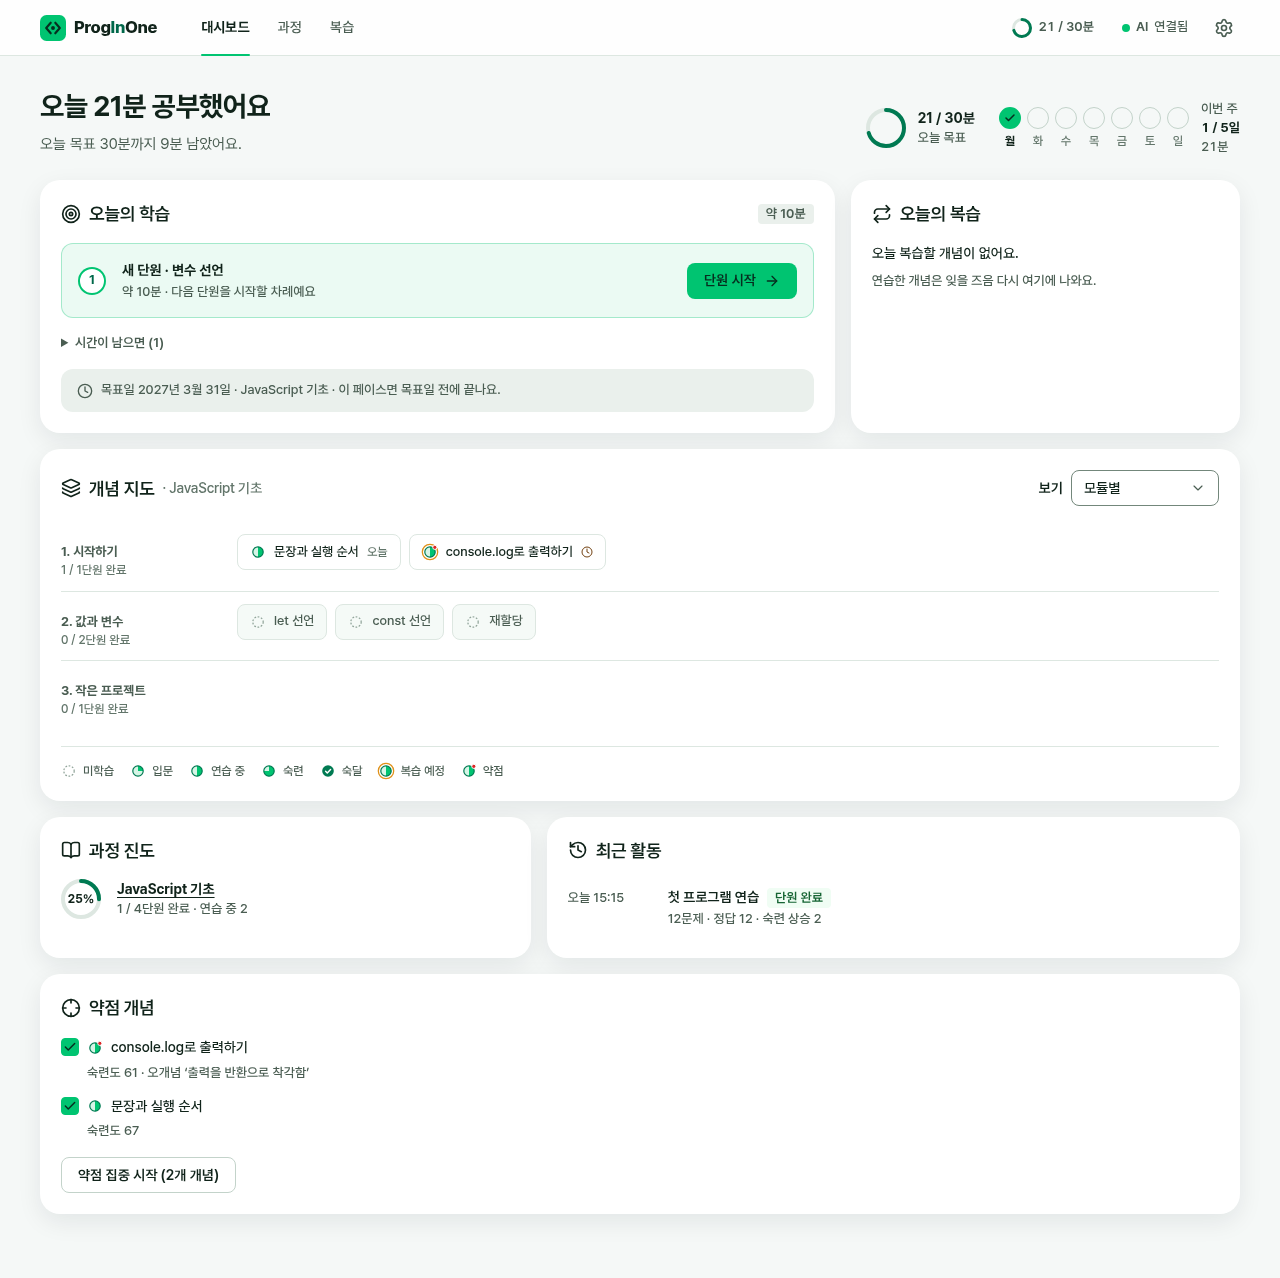 ProgInOne
대시보드
과정
복습
21 / 30분
AI 연결됨
오늘 21분 공부했어요
오늘 목표 30분까지 9분 남았어요.
21 / 30분
오늘 목표
월 화 수 목 금 토 일
이번 주
1 / 5일
21분
오늘의 학습
약 10분
1
새 단원 · 변수 선언
약 10분 · 다음 단원을 시작할 차례예요
단원 시작
시간이 남으면 (1)
목표일 2027년 3월 31일 · JavaScript 기초 · 이 페이스면 목표일 전에 끝나요.
오늘의 복습
오늘 복습할 개념이 없어요.
연습한 개념은 잊을 즈음 다시 여기에 나와요.
개념 지도 · JavaScript 기초
보기
모듈별
1. 시작하기
1 / 1단원 완료
문장과 실행 순서 오늘
console.log로 출력하기
2. 값과 변수
0 / 2단원 완료
let 선언
const 선언
재할당
3. 작은 프로젝트
0 / 1단원 완료
미학습
입문
연습 중
숙련
숙달
복습 예정
약점
과정 진도
25%
JavaScript 기초
1 / 4단원 완료 · 연습 중 2
최근 활동
오늘 15:15
첫 프로그램 연습 단원 완료
12문제 · 정답 12 · 숙련 상승 2
약점 개념
console.log로 출력하기
숙련도 61 · 오개념 ‘출력을 반환으로 착각함’
문장과 실행 순서
숙련도 67
약점 집중 시작 (2개 개념)